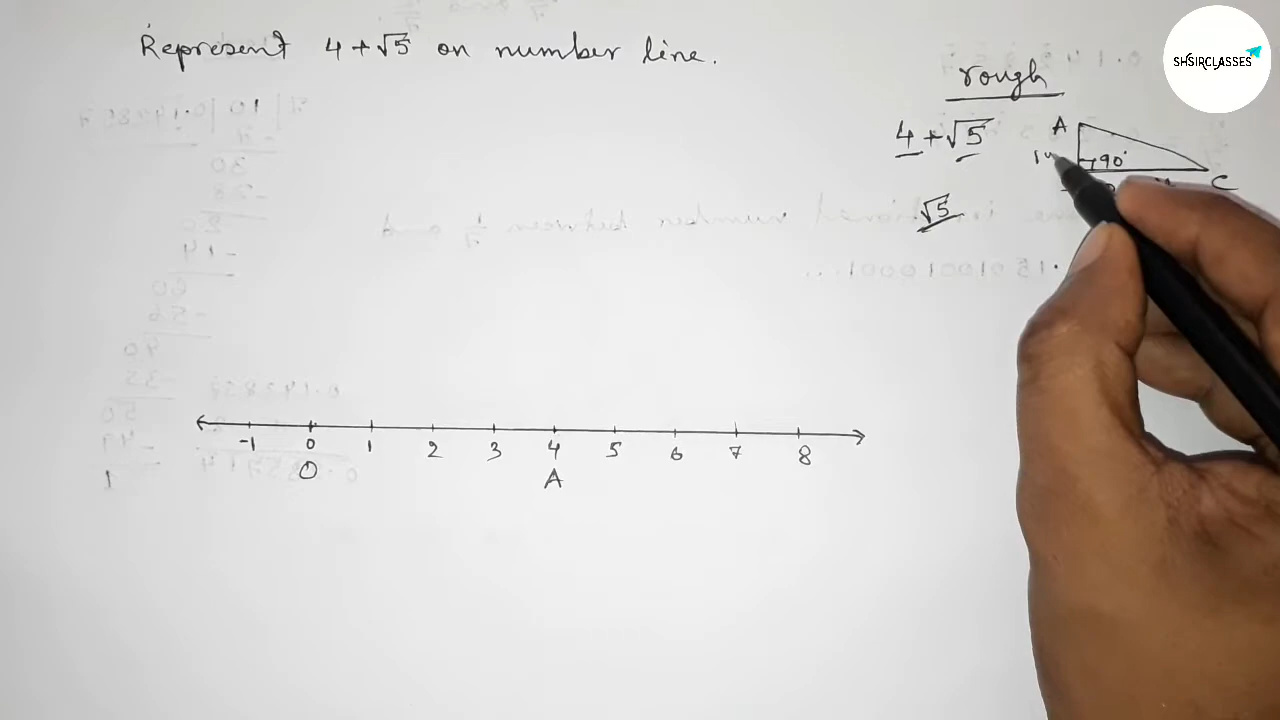 Represent 4 + √5 on number line.
SHSIRCLASSES
rough
4 + √5
A
90°
C
√5
-1 0 1 2 3 4 5 6 7 8
O A